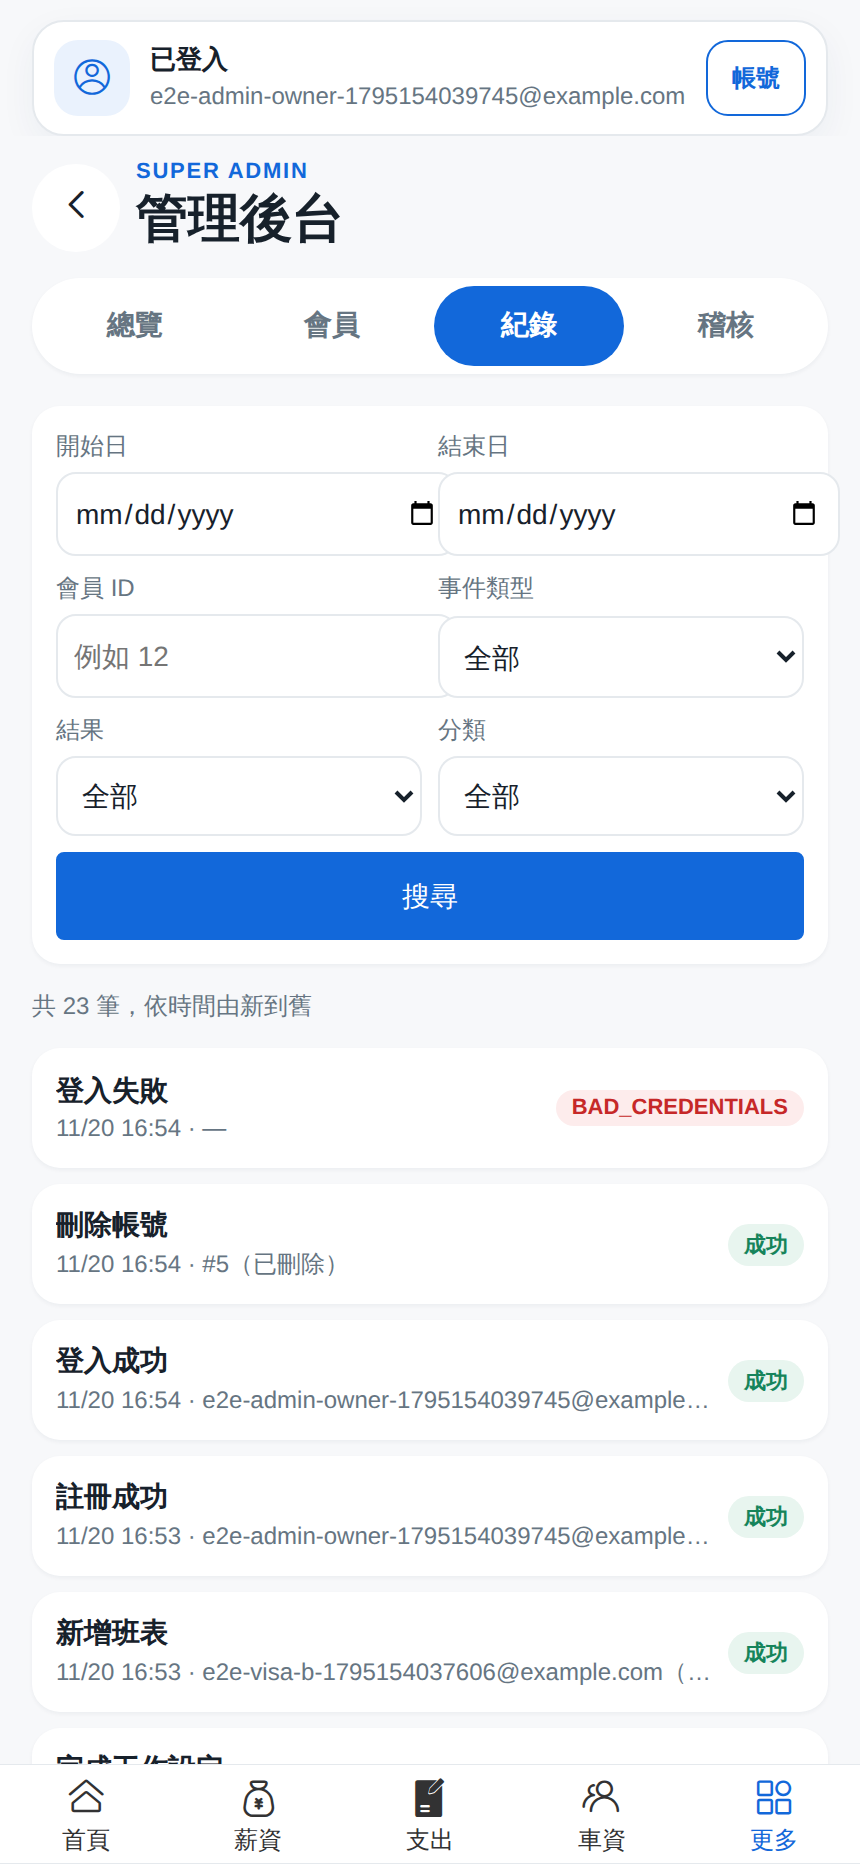 已登入
e2e-admin-owner-1795154039745@example.com
帳號
SUPER ADMIN
管理後台
總覽 會員 紀錄 稽核
開始日 結束日
mm/dd/yyyy mm/dd/yyyy
會員 ID 事件類型
例如 12 全部
結果 分類
全部 全部
搜尋
共 23 筆，依時間由新到舊
登入失敗
11/20 16:54 · —
BAD_CREDENTIALS
刪除帳號
11/20 16:54 · #5（已刪除）
成功
登入成功
11/20 16:54 · e2e-admin-owner-1795154039745@example…
成功
註冊成功
11/20 16:53 · e2e-admin-owner-1795154039745@example…
成功
新增班表
11/20 16:53 · e2e-visa-b-1795154037606@example.com（…
成功
完成工作設定
首頁 薪資 支出 車資 更多